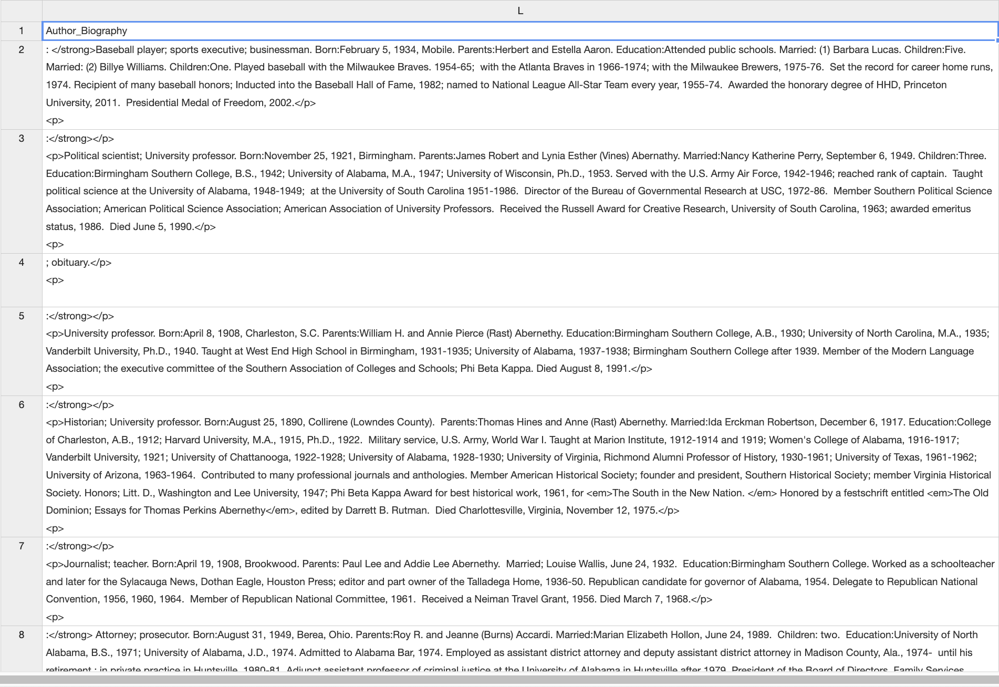 L
1 Author_Biography
2 : </strong>Baseball player; sports executive; businessman. Born:February 5, 1934, Mobile. Parents:Herbert and Estella Aaron. Education:Attended public schools. Married: (1) Barbara Lucas. Children:Five.
Married: (2) Billye Williams. Children:One. Played baseball with the Milwaukee Braves. 1954-65;  with the Atlanta Braves in 1966-1974; with the Milwaukee Brewers, 1975-76.  Set the record for career home runs,
1974. Recipient of many baseball honors; Inducted into the Baseball Hall of Fame, 1982; named to National League All-Star Team every year, 1955-74.  Awarded the honorary degree of HHD, Princeton
University, 2011.  Presidential Medal of Freedom, 2002.</p>
<p>
3 :</strong></p>
<p>Political scientist; University professor. Born:November 25, 1921, Birmingham. Parents:James Robert and Lynia Esther (Vines) Abernathy. Married:Nancy Katherine Perry, September 6, 1949. Children:Three.
Education:Birmingham Southern College, B.S., 1942; University of Alabama, M.A., 1947; University of Wisconsin, Ph.D., 1953. Served with the U.S. Army Air Force, 1942-1946; reached rank of captain.  Taught
political science at the University of Alabama, 1948-1949;  at the University of South Carolina 1951-1986.  Director of the Bureau of Governmental Research at USC, 1972-86.  Member Southern Political Science
Association; American Political Science Association; American Association of University Professors.  Received the Russell Award for Creative Research, University of South Carolina, 1963; awarded emeritus
status, 1986.  Died June 5, 1990.</p>
<p>
4 ; obituary.</p>
<p>
5 :</strong></p>
<p>University professor. Born:April 8, 1908, Charleston, S.C. Parents:William H. and Annie Pierce (Rast) Abernethy. Education:Birmingham Southern College, A.B., 1930; University of North Carolina, M.A., 1935;
Vanderbilt University, Ph.D., 1940. Taught at West End High School in Birmingham, 1931-1935; University of Alabama, 1937-1938; Birmingham Southern College after 1939. Member of the Modern Language
Association; the executive committee of the Southern Association of Colleges and Schools; Phi Beta Kappa. Died August 8, 1991.</p>
<p>
6 :</strong></p>
<p>Historian; University professor. Born:August 25, 1890, Collirene (Lowndes County).  Parents:Thomas Hines and Anne (Rast) Abernethy. Married:Ida Erckman Robertson, December 6, 1917. Education:College
of Charleston, A.B., 1912; Harvard University, M.A., 1915, Ph.D., 1922.  Military service, U.S. Army, World War I. Taught at Marion Institute, 1912-1914 and 1919; Women's College of Alabama, 1916-1917;
Vanderbilt University, 1921; University of Chattanooga, 1922-1928; University of Alabama, 1928-1930; University of Virginia, Richmond Alumni Professor of History, 1930-1961; University of Texas, 1961-1962;
University of Arizona, 1963-1964.  Contributed to many professional journals and anthologies. Member American Historical Society; founder and president, Southern Historical Society; member Virginia Historical
Society. Honors; Litt. D., Washington and Lee University, 1947; Phi Beta Kappa Award for best historical work, 1961, for <em>The South in the New Nation. </em> Honored by a festschrift entitled <em>The Old
Dominion; Essays for Thomas Perkins Abernethy</em>, edited by Darrett B. Rutman.  Died Charlottesville, Virginia, November 12, 1975.</p>
<p>
7 :</strong></p>
<p>Journalist; teacher. Born:April 19, 1908, Brookwood. Parents: Paul Lee and Addie Lee Abernethy.  Married; Louise Wallis, June 24, 1932.  Education:Birmingham Southern College. Worked as a schoolteacher
and later for the Sylacauga News, Dothan Eagle, Houston Press; editor and part owner of the Talladega Home, 1936-50. Republican candidate for governor of Alabama, 1954. Delegate to Republican National
Convention, 1956, 1960, 1964.  Member of Republican National Committee, 1961.  Received a Neiman Travel Grant, 1956. Died March 7, 1968.</p>
<p>
8 :</strong> Attorney; prosecutor. Born:August 31, 1949, Berea, Ohio. Parents:Roy R. and Jeanne (Burns) Accardi. Married:Marian Elizabeth Hollon, June 24, 1989.  Children: two.  Education:University of North
Alabama, B.S., 1971; University of Alabama, J.D., 1974. Admitted to Alabama Bar, 1974. Employed as assistant district attorney and deputy assistant district attorney in Madison County, Ala., 1974-  until his
retirement ; in private practice in Huntsville, 1980-81. Adjunct assistant professor of criminal justice at the University of Alabama in Huntsville after 1979. President of the Board of Directors, Family Services